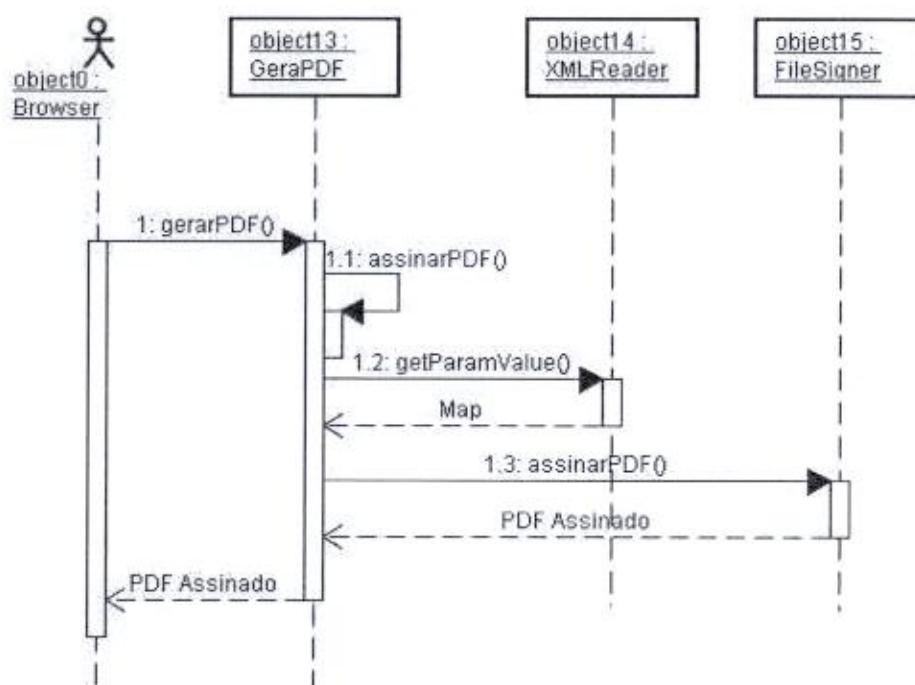 object0 :
Browser
object13 :
GeraPDF
object14 :
XMLReader
object15 :
FileSigner
1: gerarPDF()
1.1: assinarPDF()
1.2: getParamValue()
Map
1.3: assinarPDF()
PDF Assinado
PDF Assinado